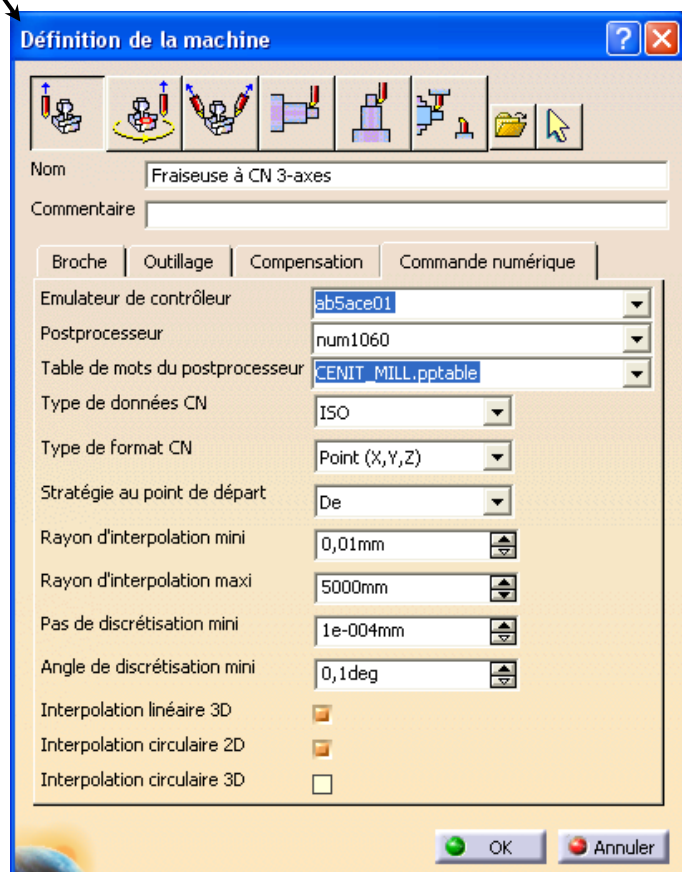 Définition de la machine
Nom Fraiseuse à CN 3-axes
Commentaire
Broche Outillage Compensation Commande numérique
Emulateur de contrôleur ab5ace01
Postprocesseur num1060
Table de mots du postprocesseur CENIT_MILL.pptable
Type de données CN ISO
Type de format CN Point (X,Y,Z)
Stratégie au point de départ De
Rayon d'interpolation mini 0,01mm
Rayon d'interpolation maxi 5000mm
Pas de discrétisation mini 1e-004mm
Angle de discrétisation mini 0,1deg
Interpolation linéaire 3D
Interpolation circulaire 2D
Interpolation circulaire 3D
OK Annuler